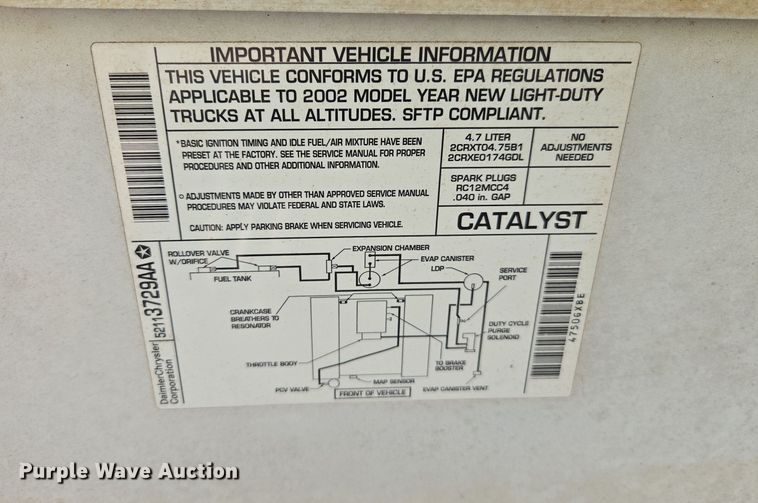 IMPORTANT VEHICLE INFORMATION
THIS VEHICLE CONFORMS TO U.S. EPA REGULATIONS
APPLICABLE TO 2002 MODEL YEAR NEW LIGHT-DUTY
TRUCKS AT ALL ALTITUDES. SFTP COMPLIANT.
*BASIC IGNITION TIMING AND IDLE FUEL/AIR MIXTURE HAVE BEEN
PRESET AT THE FACTORY. SEE THE SERVICE MANUAL FOR PROPER
PROCEDURES AND OTHER ADDITIONAL INFORMATION.
ADJUSTMENTS MADE BY OTHER THAN APPROVED SERVICE MANUAL
PROCEDURES MAY VIOLATE FEDERAL AND STATE LAWS.
CAUTION: APPLY PARKING BRAKE WHEN SERVICING VEHICLE.
4.7 LITER
2CRXT04.75B1
2CRXE0174GDL
NO
ADJUSTMENTS
NEEDED
SPARK PLUGS
RC12MCC4
.040 in. GAP
CATALYST
ROLLOVER VALVE
W/ORIFICE
FUEL TANK
EXPANSION CHAMBER
EVAP CANISTER
LDP
SERVICE
PORT
CRANKCASE
BREATHERS TO
RESONATOR
DUTY CYCLE
PURGE
SOLENOID
THROTTLE BODY
TO BRAKE
BOOSTER
PCV VALVE
MAP SENSOR
EVAP CANISTER VENT
FRONT OF VEHICLE
DaimlerChrysler
Corporation
52113729AA
47506XBE
Purple Wave Auction